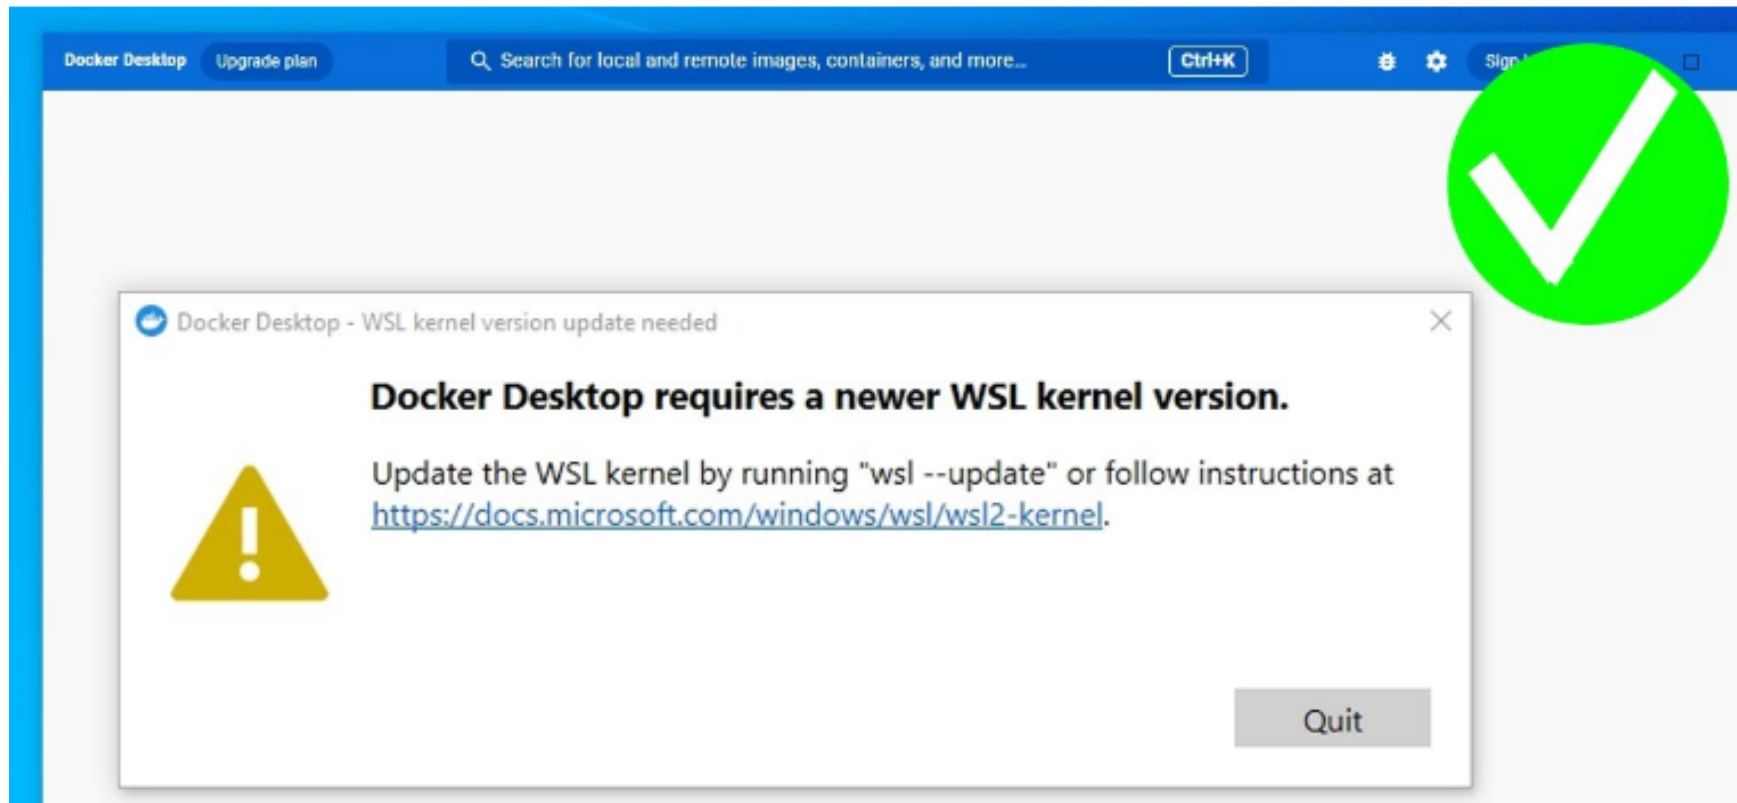 Docker Desktop Upgrade plan Search for local and remote images, containers, and more... Ctrl+K
Docker Desktop - WSL kernel version update needed
Docker Desktop requires a newer WSL kernel version.
Update the WSL kernel by running "wsl --update" or follow instructions at
https://docs.microsoft.com/windows/wsl/wsl2-kernel.
Quit